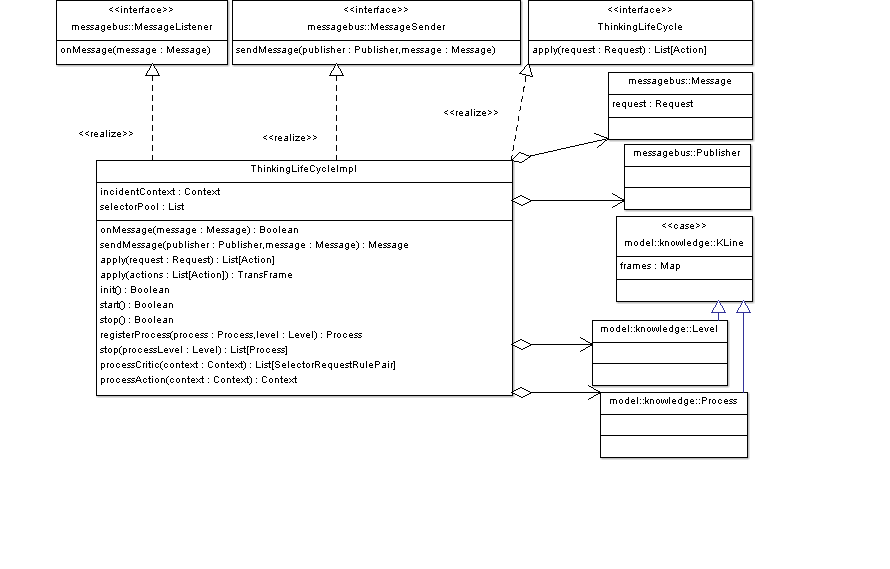 <<interface>>
messagebus::MessageListener
onMessage(message : Message)
<<interface>>
messagebus::MessageSender
sendMessage(publisher : Publisher,message : Message)
<<interface>>
ThinkingLifeCycle
apply(request : Request) : List[Action]
<<realize>>
<<realize>>
<<realize>>
messagebus::Message
request : Request
messagebus::Publisher
ThinkingLifeCycleImpl
incidentContext : Context
selectorPool : List
onMessage(message : Message) : Boolean
sendMessage(publisher : Publisher,message : Message) : Message
apply(request : Request) : List[Action]
apply(actions : List[Action]) : TransFrame
init() : Boolean
start() : Boolean
stop() : Boolean
registerProcess(process : Process,level : Level) : Process
stop(processLevel : Level) : List[Process]
processCritic(context : Context) : List[SelectorRequestRulePair]
processAction(context : Context) : Context
<<case>>
model::knowledge::KLine
frames : Map
model::knowledge::Level
model::knowledge::Process